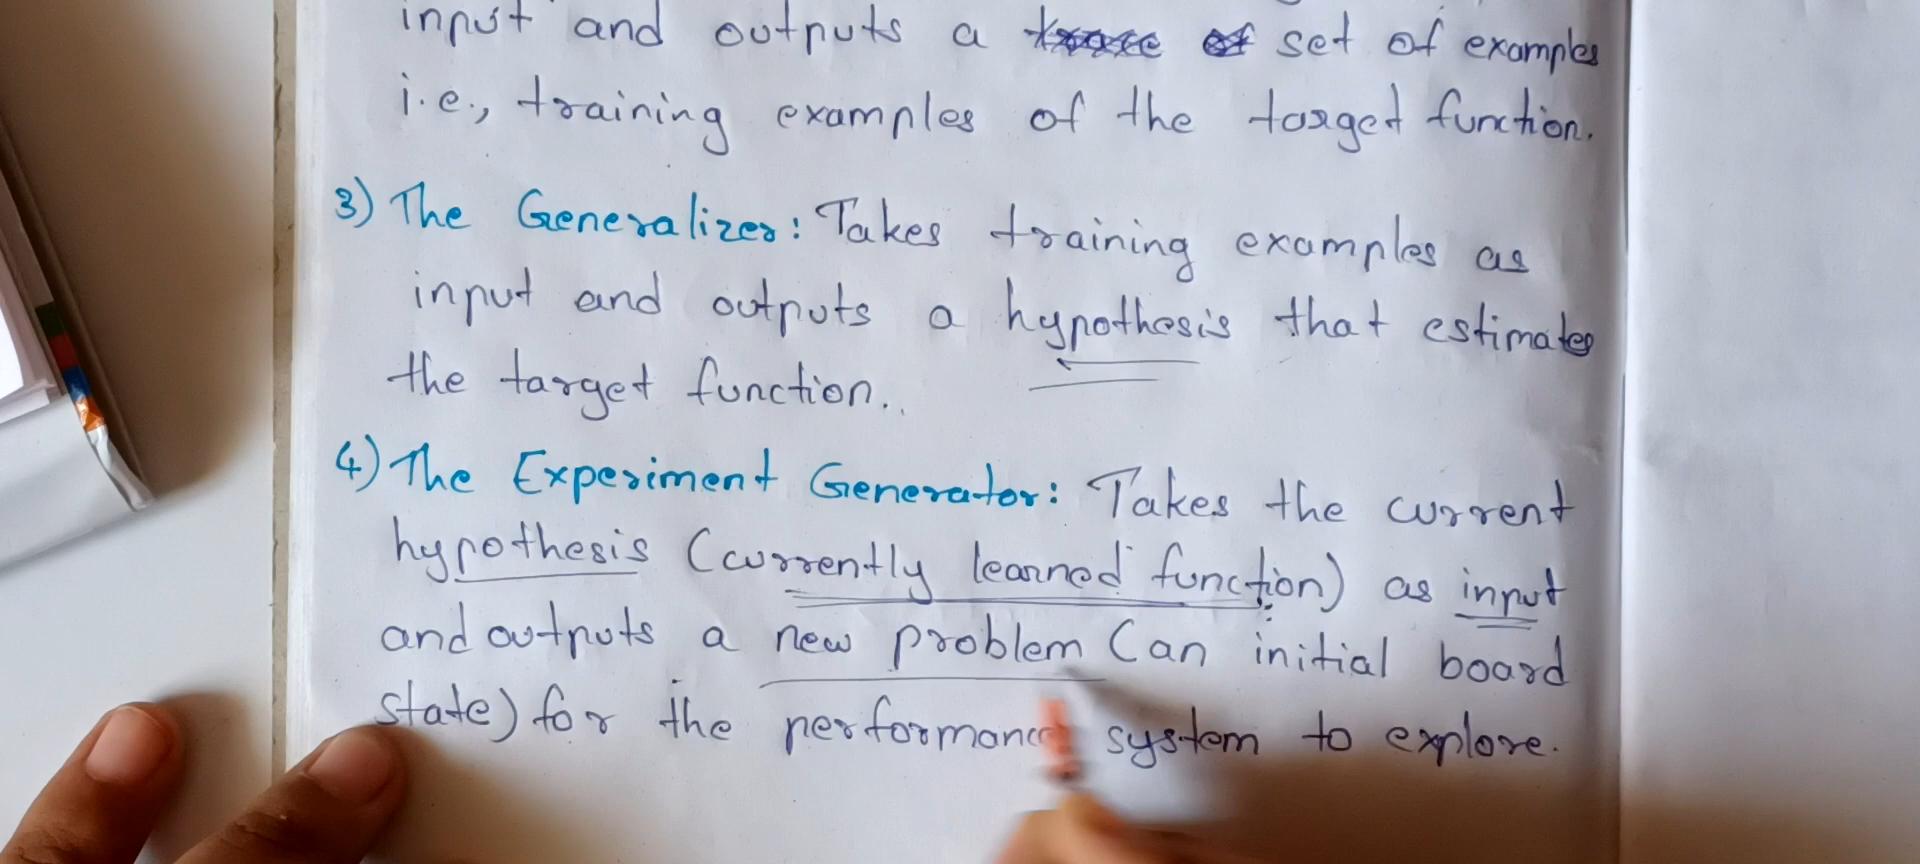 input and outputs a set of examples
i.e., training examples of the target function.
3) The Generalizer: Takes training examples as
input and outputs a hypothesis that estimates
the target function..
4) The Experiment Generator: Takes the current
hypothesis (currently learned function) as input
and outputs a new problem (an initial board
state) for the performance system to explore.